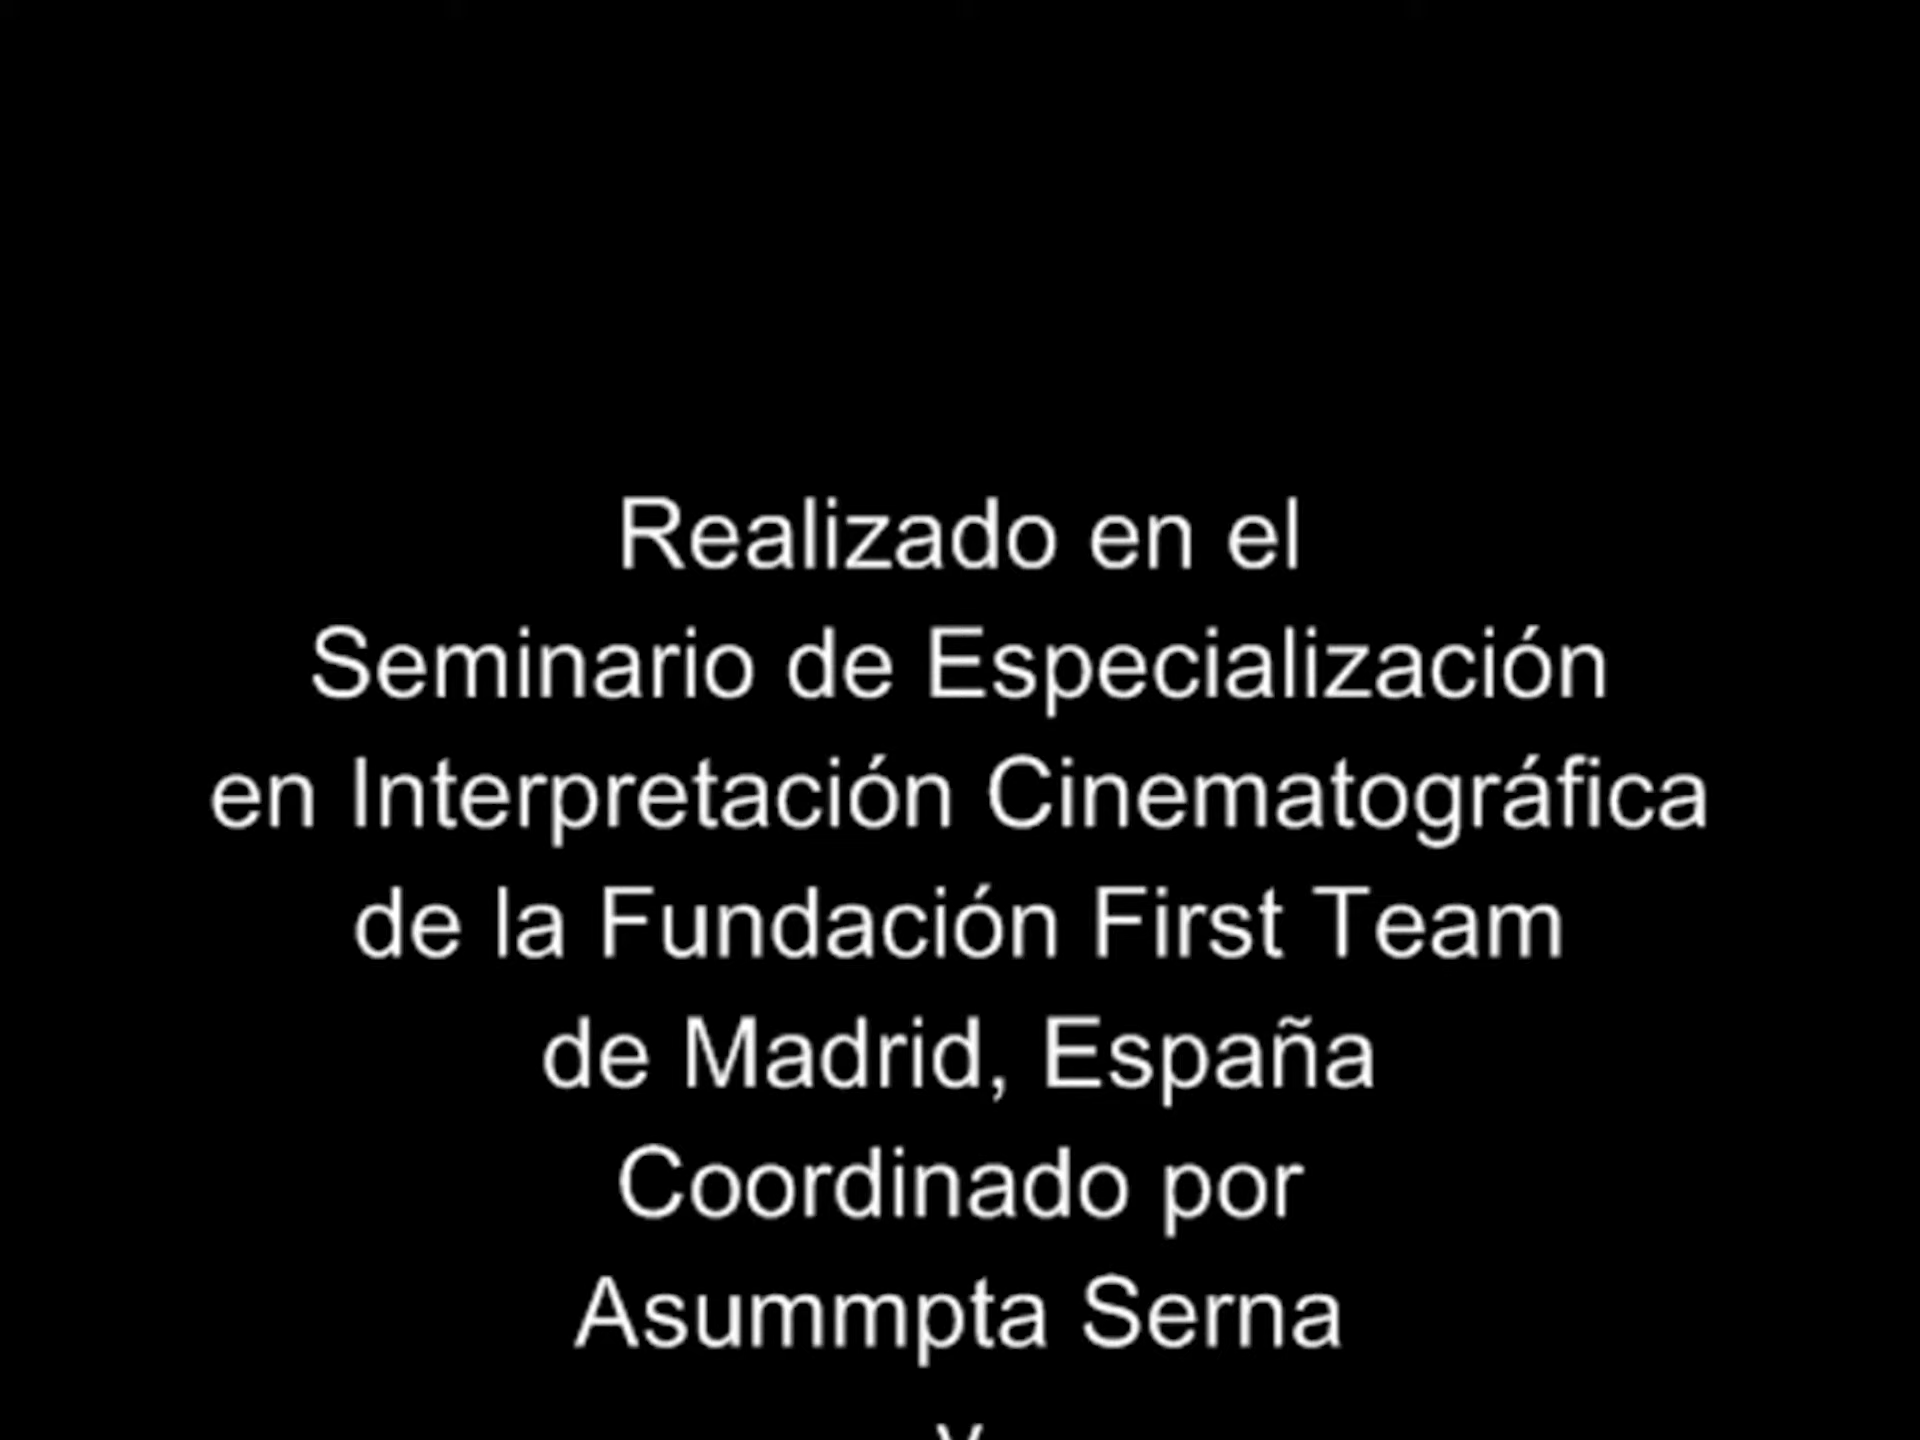 Realizado en el
Seminario de Especialización
en Interpretación Cinematográfica
de la Fundación First Team
de Madrid, España
Coordinado por
Asummpta Serna
y